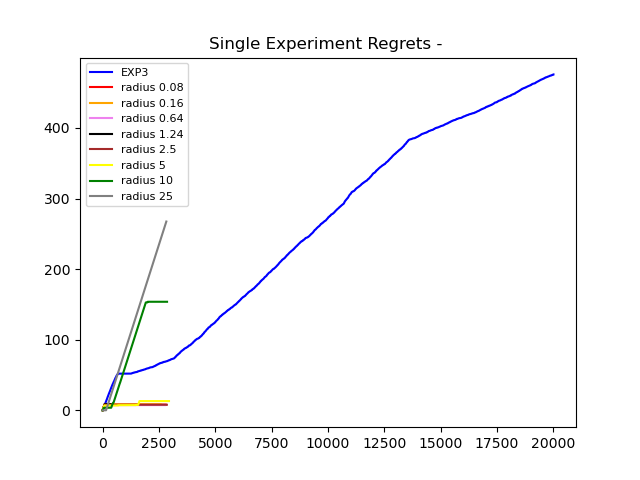 Single Experiment Regrets -
EXP3
radius 0.08
radius 0.16
radius 0.64
radius 1.24
radius 2.5
radius 5
radius 10
radius 25
400
300
200
100
0
0 2500 5000 7500 10000 12500 15000 17500 20000